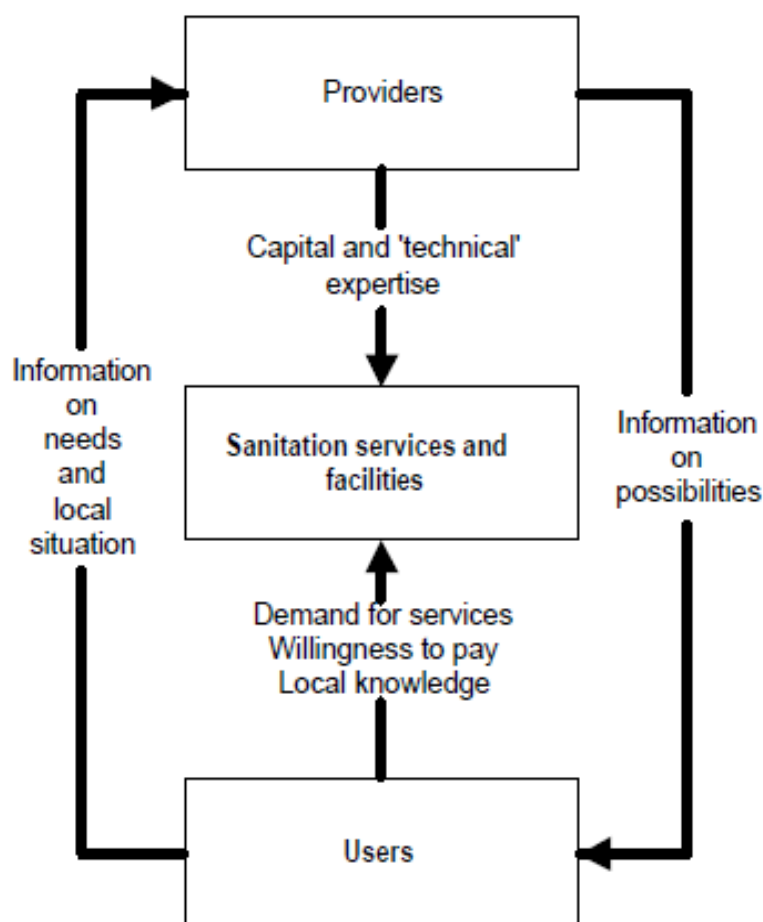 Providers
Capital and 'technical'
expertise
Information
on
needs
and
local
situation
Sanitation services and
facilities
Information
on
possibilities
Demand for services
Willingness to pay
Local knowledge
Users